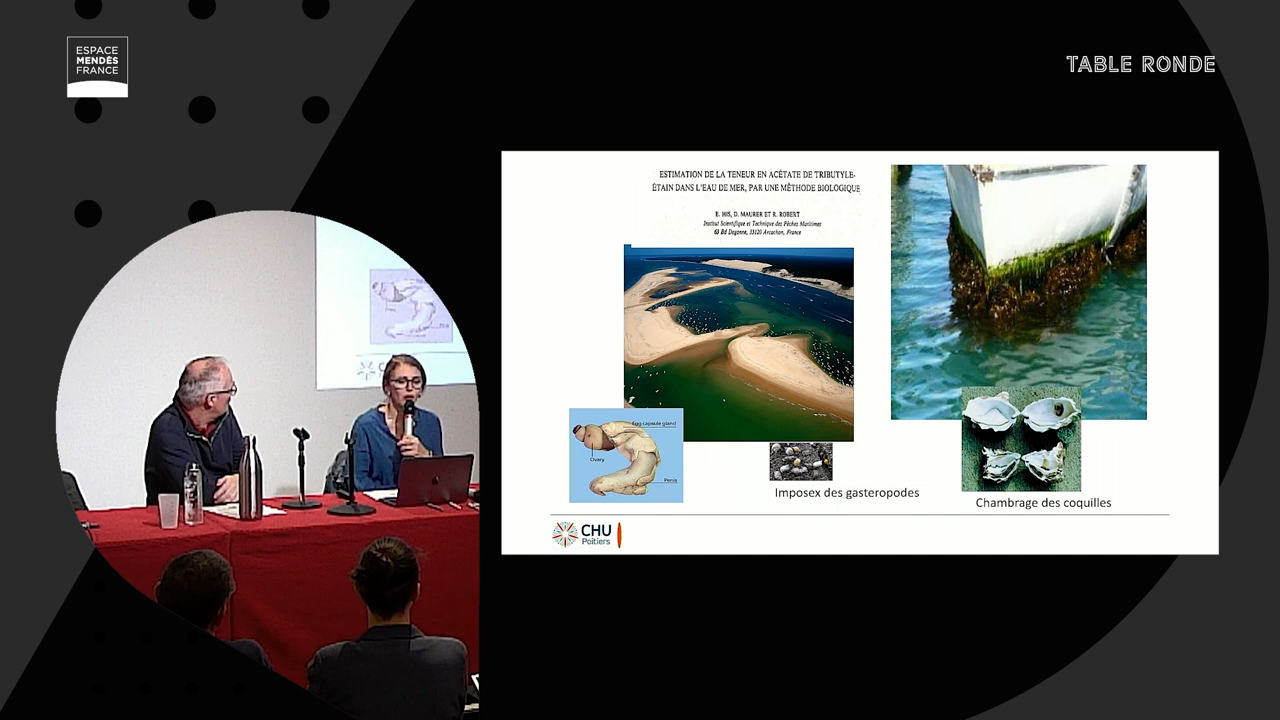 ESPACE
MENDÈS
FRANCE
TABLE RONDE
ESTIMATION DE LA TENEUR EN ACÉTATE DE TRIBUTYLE-
ÉTAIN DANS L'EAU DE MER, PAR UNE MÉTHODE BIOLOGIQUE
E. HIS, D. MAURER ET R. ROBERT
Institut Scientifique et Technique des Pêches Maritimes
63 Bd Deganne, 33120 Arcachon, France
Egg capsule gland
Ovary
Penis
Imposex des gasteropodes
Chambrage des coquilles
CHU
Poitiers